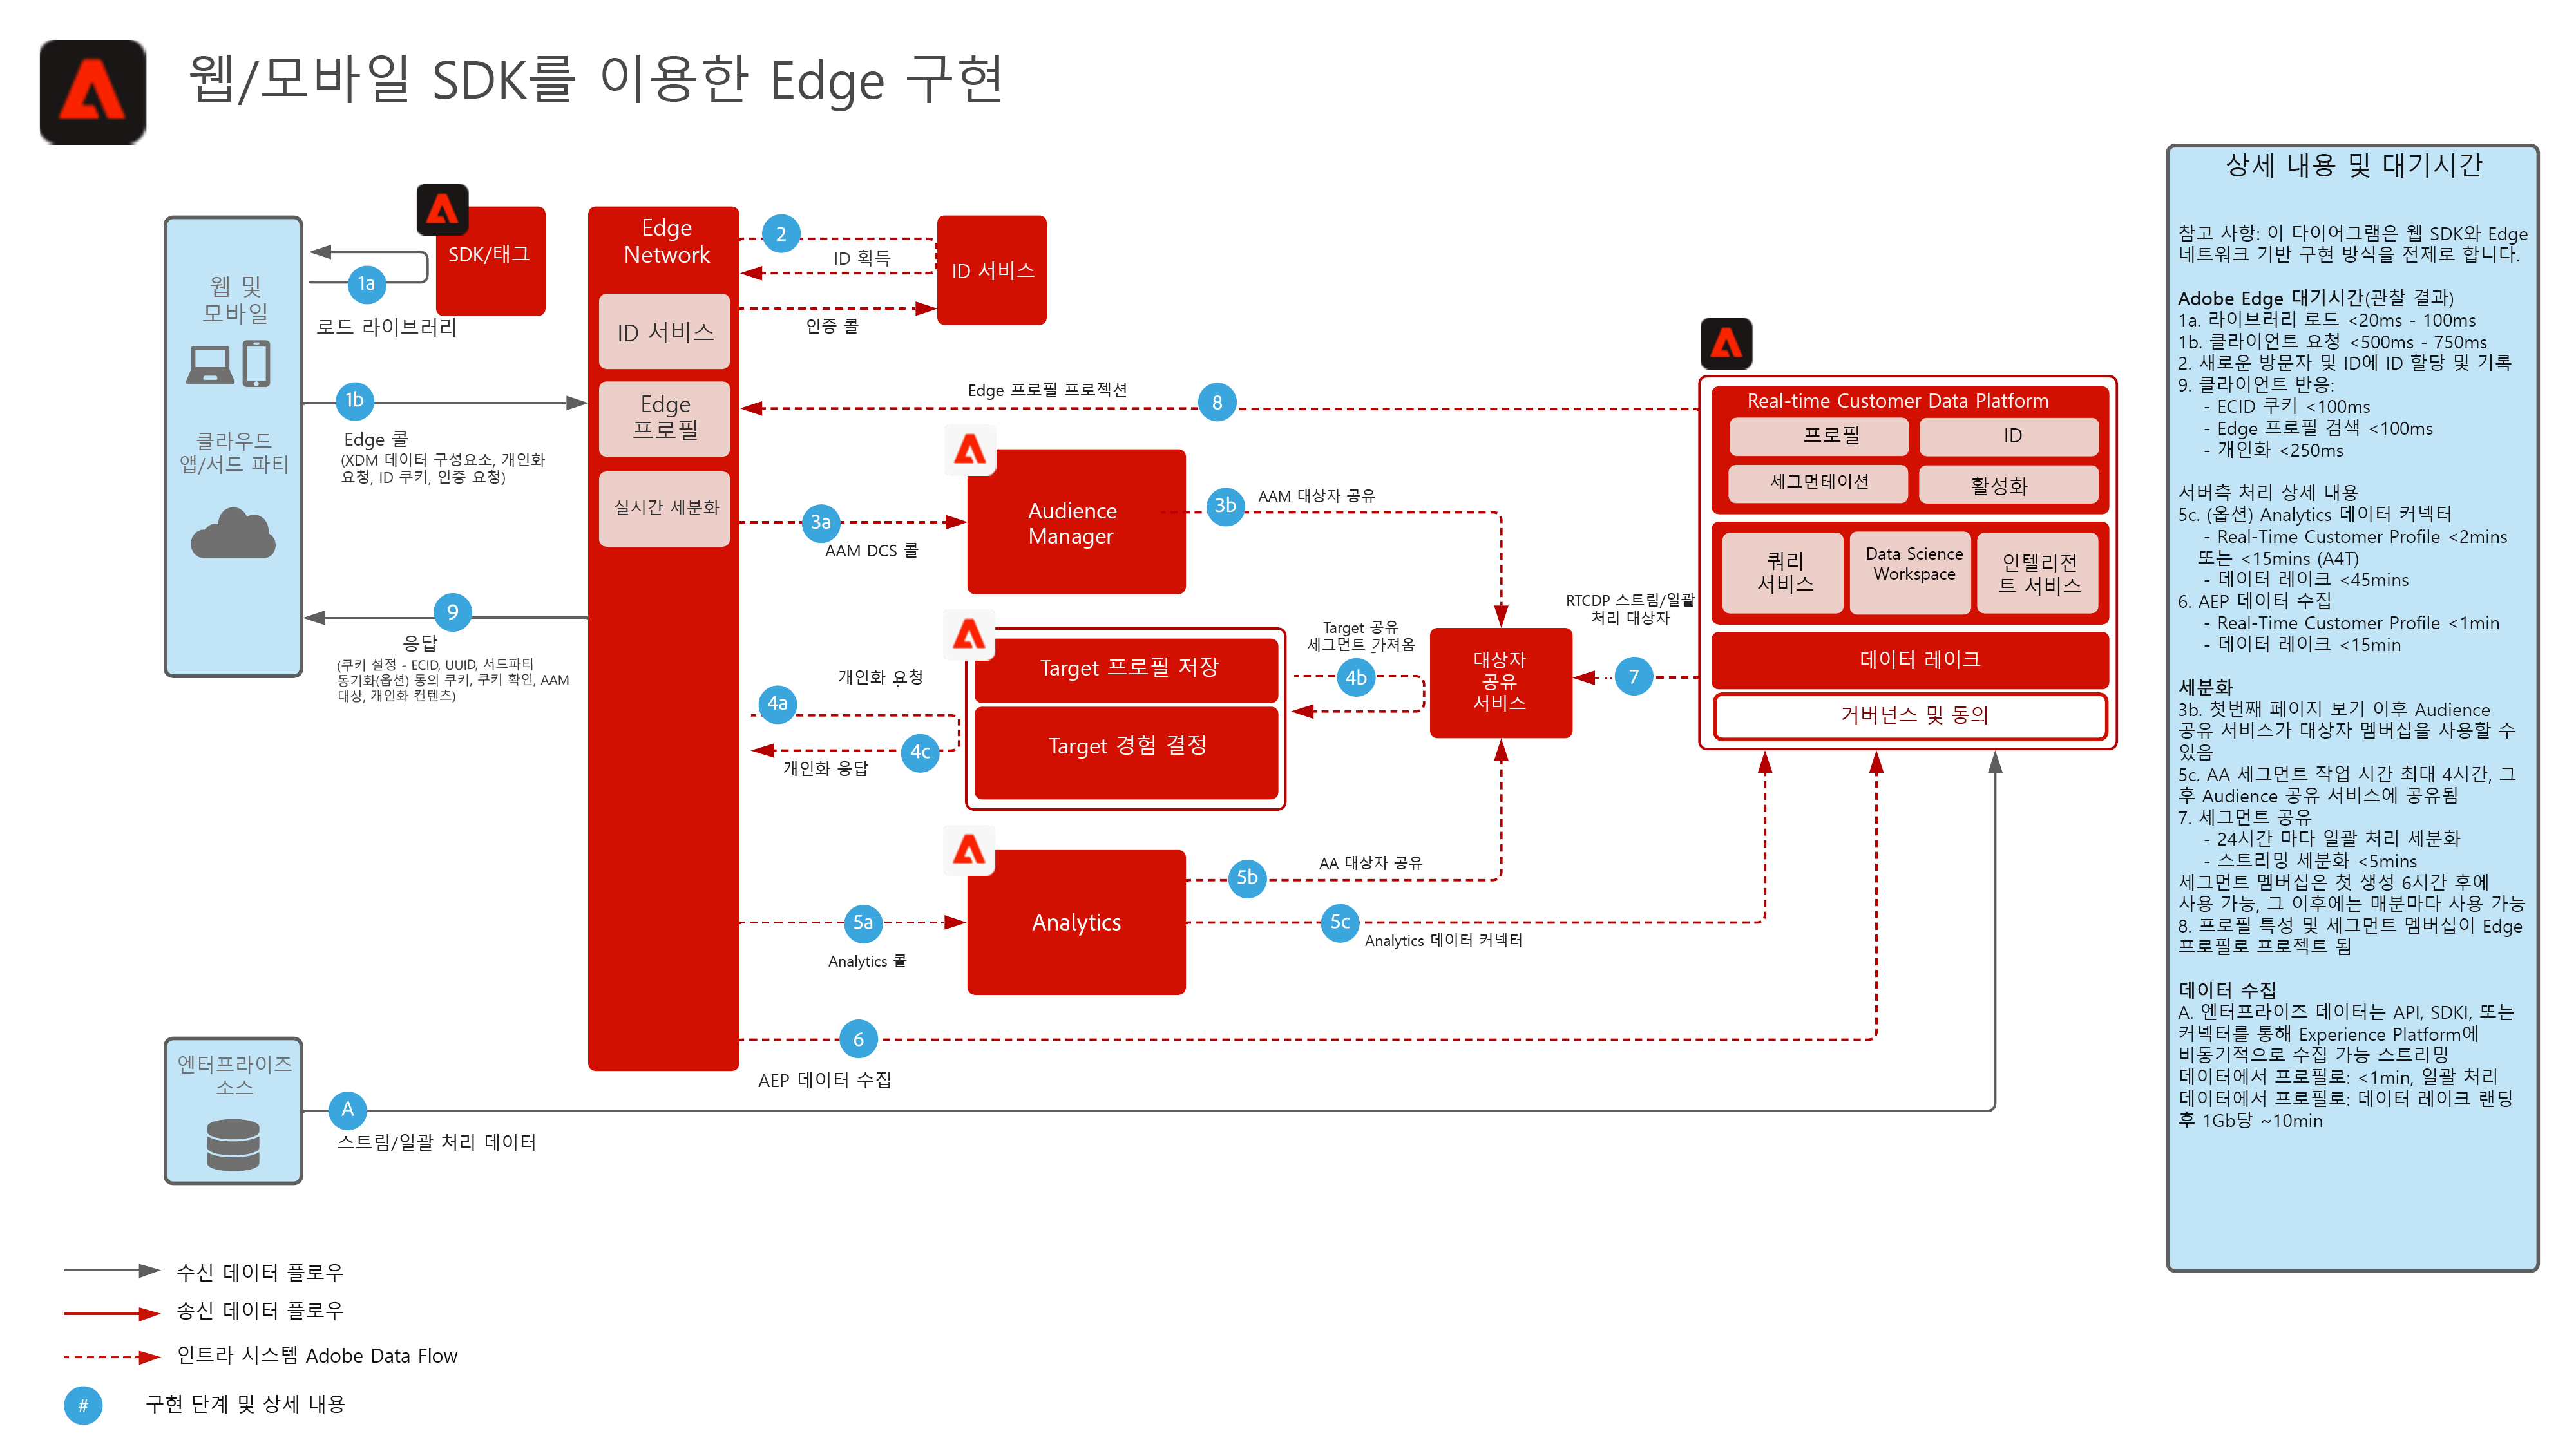 웹/모바일 SDK를 이용한 Edge 구현
웹 및
모바일
클라우드
앱/서드 파티
SDK/태그
1a
로드 라이브러리
1b
Edge 콜
(XDM 데이터 구성요소, 개인화
요청, ID 쿠키, 인증 요청)
9
응답
(쿠키 설정 - ECID, UUID, 서드파티
동기화(옵션) 동의 쿠키, 쿠키 확인, AAM
대상, 개인화 컨텐츠)
Edge
Network
ID 서비스
Edge
프로필
실시간 세분화
2
ID 획득
인증 콜
ID 서비스
Edge 프로필 프로젝션
8
3a
AAM DCS 콜
Audience
Manager
3b
AAM 대상자 공유
개인화 요청
4a
4c
개인화 응답
Target 프로필 저장
Target 경험 결정
Target 공유
세그먼트 가져옴
4b
대상자
공유
서비스
RTCDP 스트림/일괄
처리 대상자
7
5a
Analytics 콜
Analytics
5b
AA 대상자 공유
5c
Analytics 데이터 커넥터
6
AEP 데이터 수집
Real-time Customer Data Platform
프로필
ID
세그먼테이션
활성화
쿼리
서비스
Data Science
Workspace
인텔리전
트 서비스
데이터 레이크
거버넌스 및 동의
엔터프라이즈
소스
A
스트림/일괄 처리 데이터
수신 데이터 플로우
송신 데이터 플로우
인트라 시스템 Adobe Data Flow
#
구현 단계 및 상세 내용
상세 내용 및 대기시간
참고 사항: 이 다이어그램은 웹 SDK와 Edge
네트워크 기반 구현 방식을 전제로 합니다.
Adobe Edge 대기시간(관찰 결과)
1a. 라이브러리 로드 <20ms - 100ms
1b. 클라이언트 요청 <500ms - 750ms
2. 새로운 방문자 및 ID에 ID 할당 및 기록
9. 클라이언트 반응:
- ECID 쿠키 <100ms
- Edge 프로필 검색 <100ms
- 개인화 <250ms
서버측 처리 상세 내용
5c. (옵션) Analytics 데이터 커넥터
- Real-Time Customer Profile <2mins
또는 <15mins (A4T)
- 데이터 레이크 <45mins
6. AEP 데이터 수집
- Real-Time Customer Profile <1min
- 데이터 레이크 <15min
세분화
3b. 첫번째 페이지 보기 이후 Audience
공유 서비스가 대상자 멤버십을 사용할 수
있음
5c. AA 세그먼트 작업 시간 최대 4시간, 그
후 Audience 공유 서비스에 공유됨
7. 세그먼트 공유
- 24시간 마다 일괄 처리 세분화
- 스트리밍 세분화 <5mins
세그먼트 멤버십은 첫 생성 6시간 후에
사용 가능, 그 이후에는 매분마다 사용 가능
8. 프로필 특성 및 세그먼트 멤버십이 Edge
프로필로 프로젝트 됨
데이터 수집
A. 엔터프라이즈 데이터는 API, SDKI, 또는
커넥터를 통해 Experience Platform에
비동기적으로 수집 가능 스트리밍
데이터에서 프로필로: <1min, 일괄 처리
데이터에서 프로필로: 데이터 레이크 랜딩
후 1Gb당 ~10min